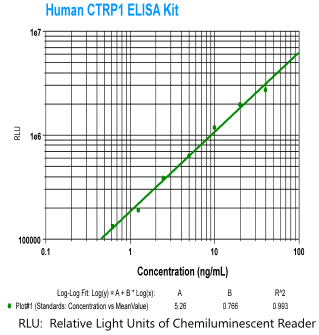 Human CTRP1 ELISA Kit
1e7
1e6
100000
RLU
0.1 1 10 100
Concentration (ng/mL)
Log-Log Fit: Log(y) = A + B * Log(x): A B R^2
Plot#1 (Standards: Concentration vs MeanValue) 5.26 0.766 0.993
RLU: Relative Light Units of Chemiluminescent Reader